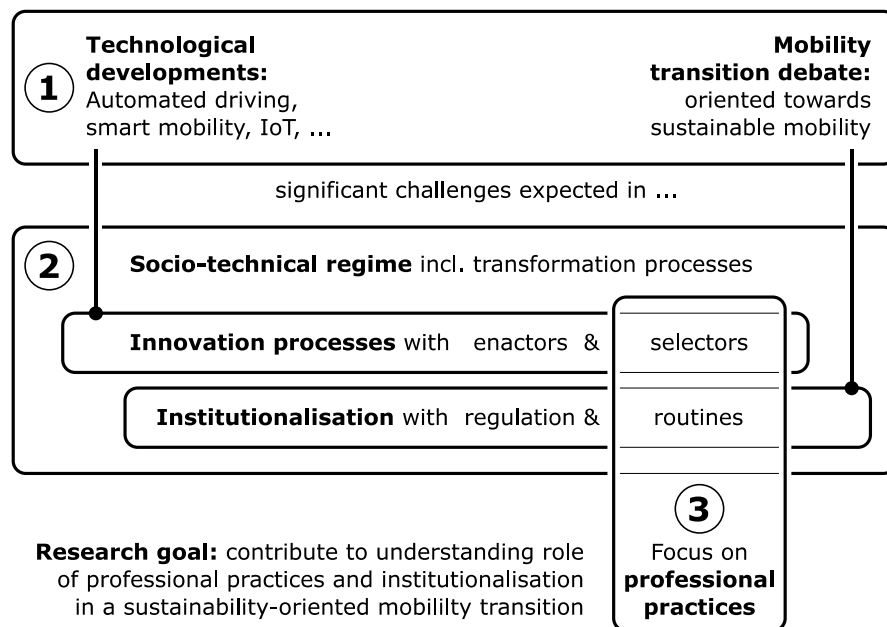 1
Technological
developments:
Automated driving,
smart mobility, IoT, ...
Mobility
transition debate:
oriented towards
sustainable mobility
significant challenges expected in ...
2
Socio-technical regime incl. transformation processes
Innovation processes with enactors & selectors
Institutionalisation with regulation & routines
3
Focus on
professional
practices
Research goal: contribute to understanding role
of professional practices and institutionalisation
in a sustainability-oriented mobililty transition